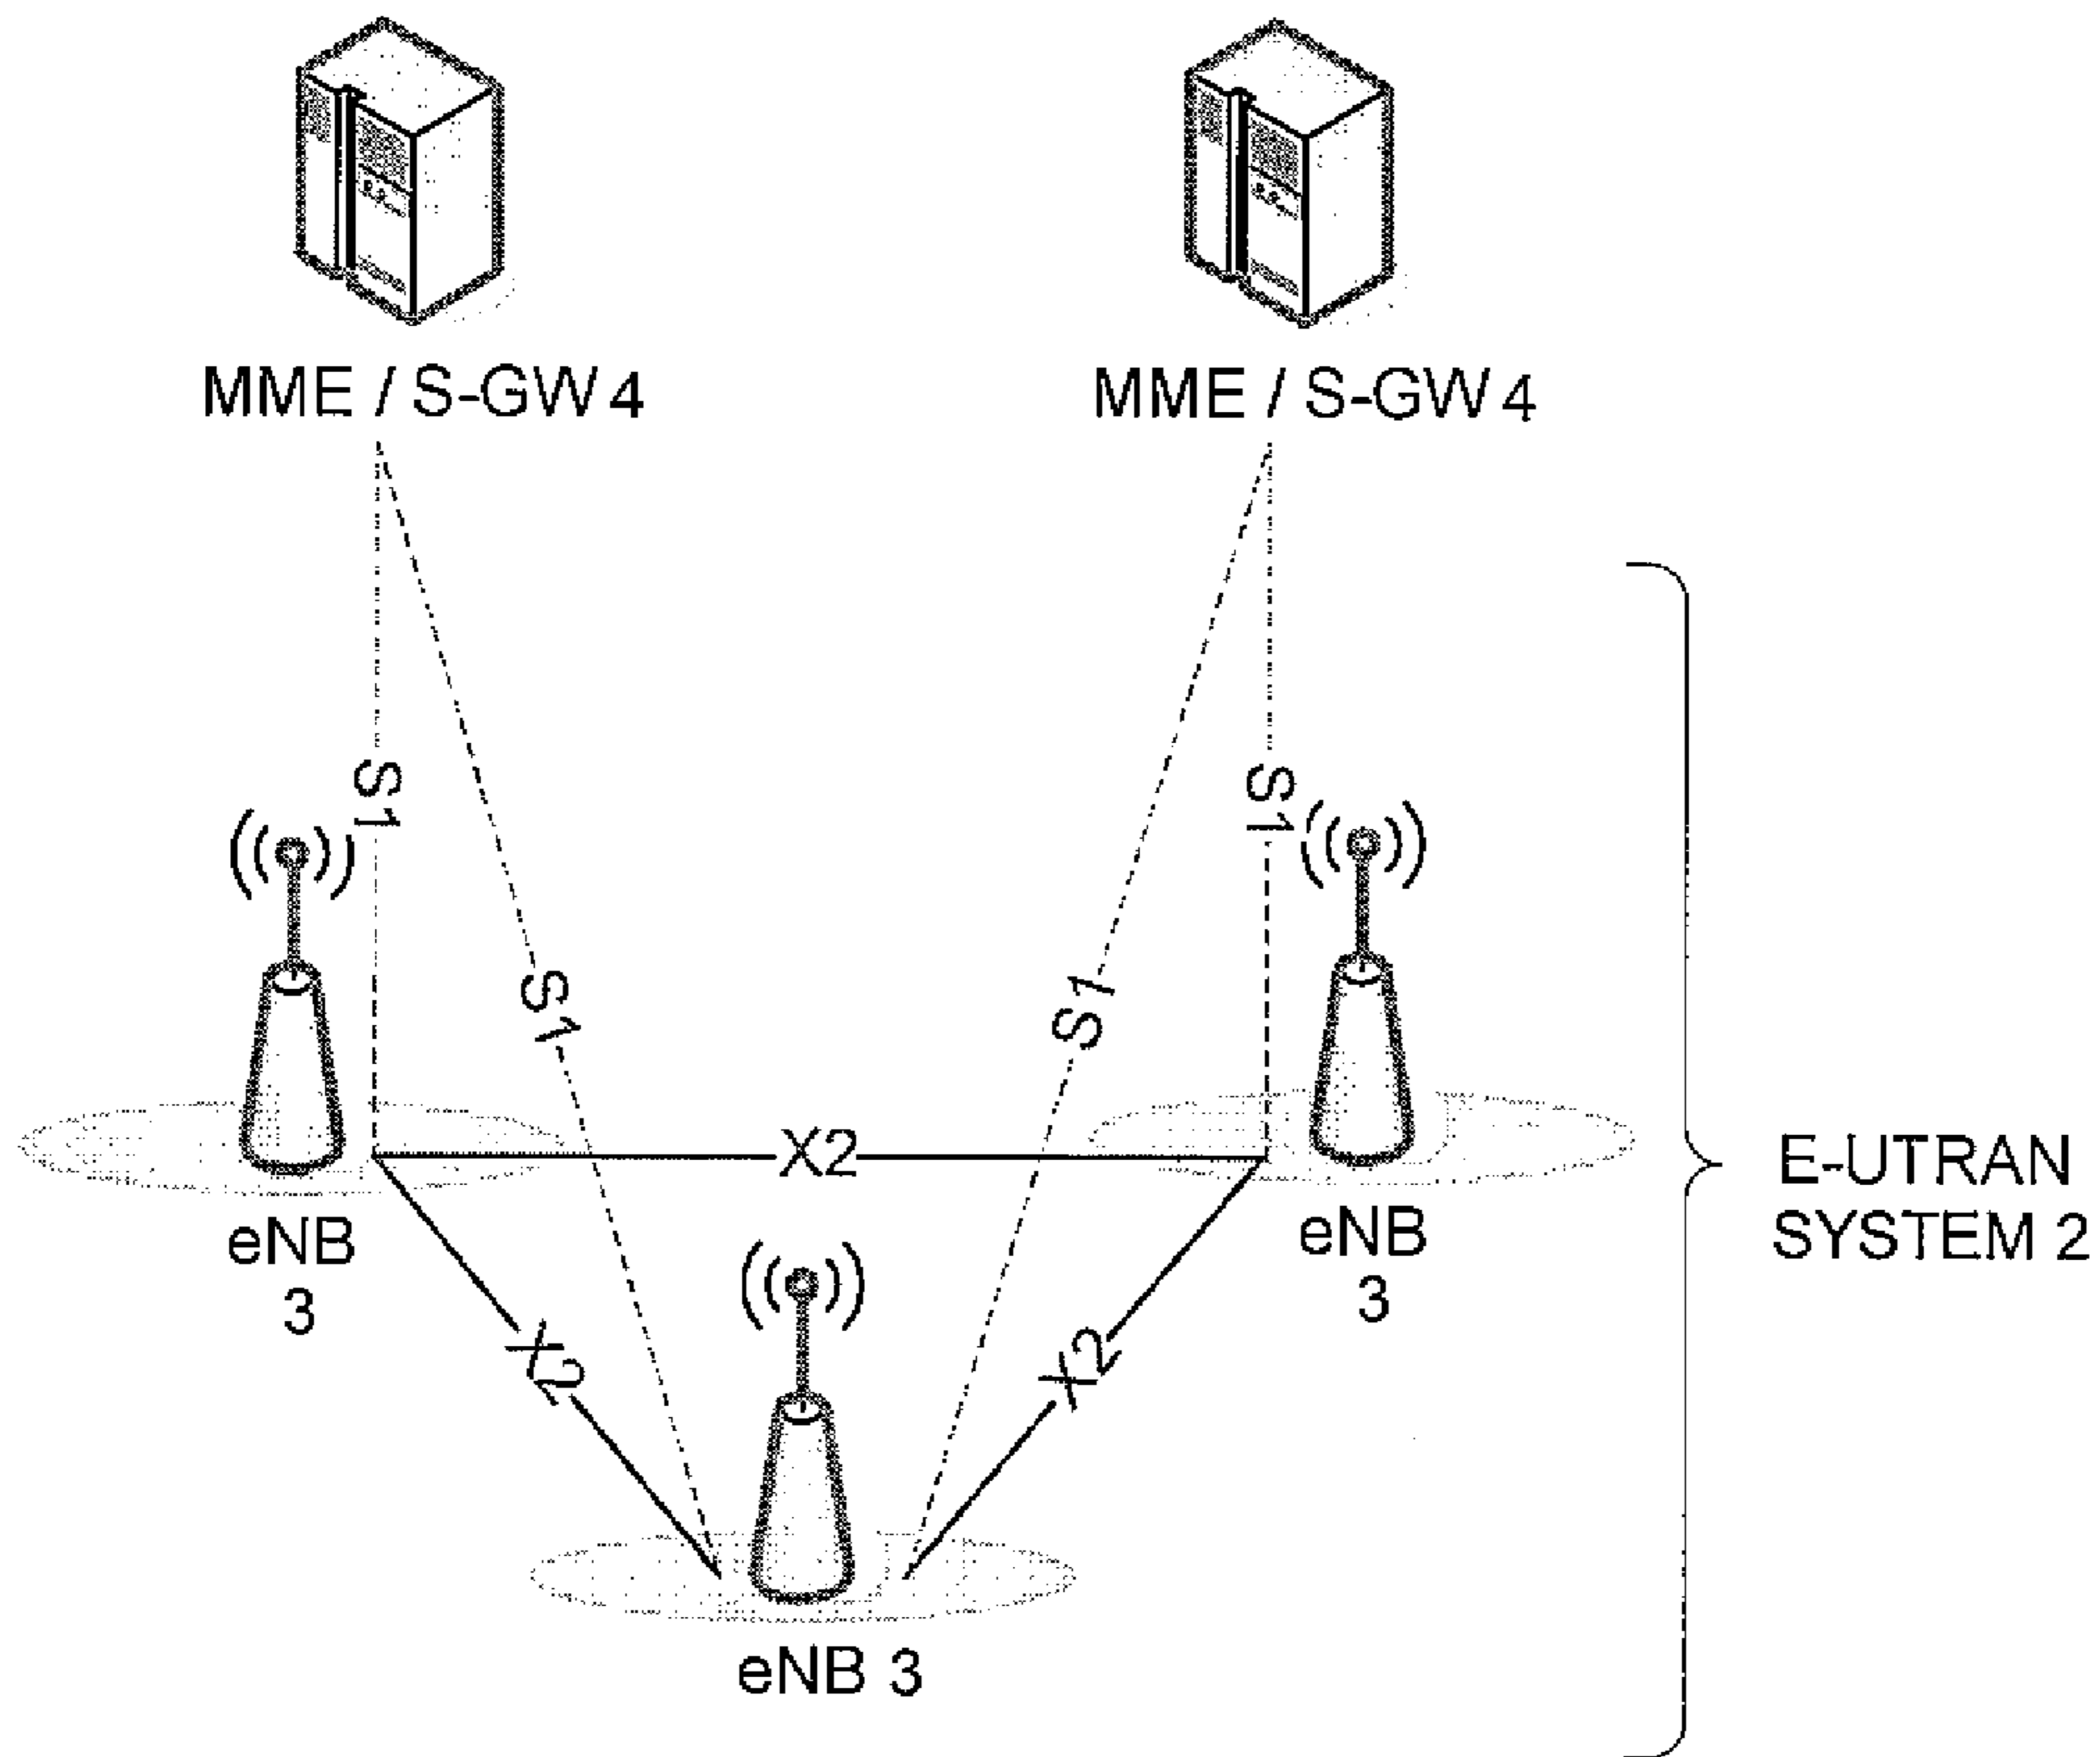 MME / S-GW 4
MME / S-GW 4
S1
S1
S1
S1
X2
E-UTRAN
SYSTEM 2
eNB
3
eNB
3
X2
X2
eNB 3